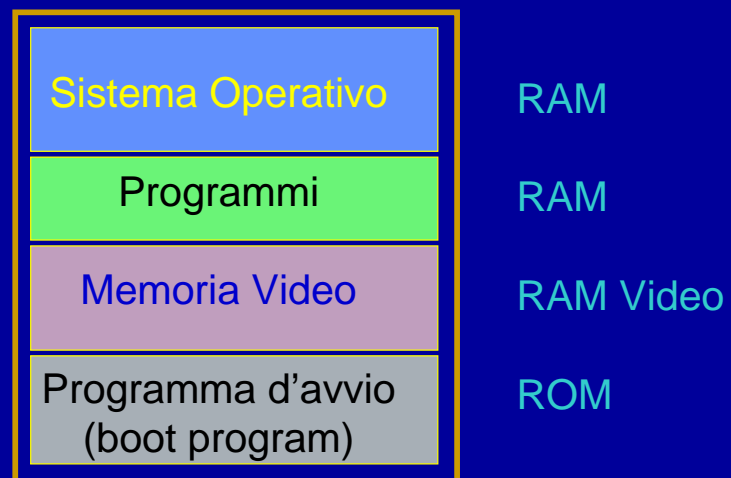 Sistema Operativo RAM
Programmi RAM
Memoria Video RAM Video
Programma d’avvio ROM
(boot program)